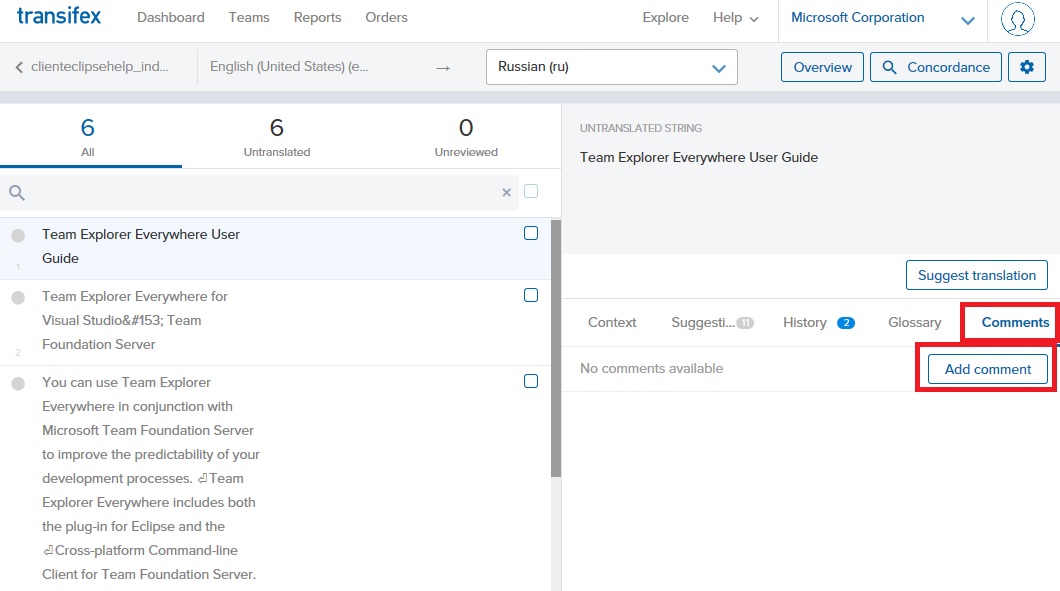 transifex Dashboard Teams Reports Orders Explore Help Microsoft Corporation
clienteclipsehelp_ind... English (United States) (e... → Russian (ru) Overview Concordance
6 6 0
All Untranslated Unreviewed
Team Explorer Everywhere User
Guide
1
Team Explorer Everywhere for
Visual Studio&#153; Team
Foundation Server
2
You can use Team Explorer
Everywhere in conjunction with
Microsoft Team Foundation Server
to improve the predictability of your
development processes. ⏎Team
Explorer Everywhere includes both
the plug-in for Eclipse and the
⏎Cross-platform Command-line
Client for Team Foundation Server.
UNTRANSLATED STRING
Team Explorer Everywhere User Guide
Suggest translation
Context Suggesti... 11 History 2 Glossary Comments
No comments available Add comment